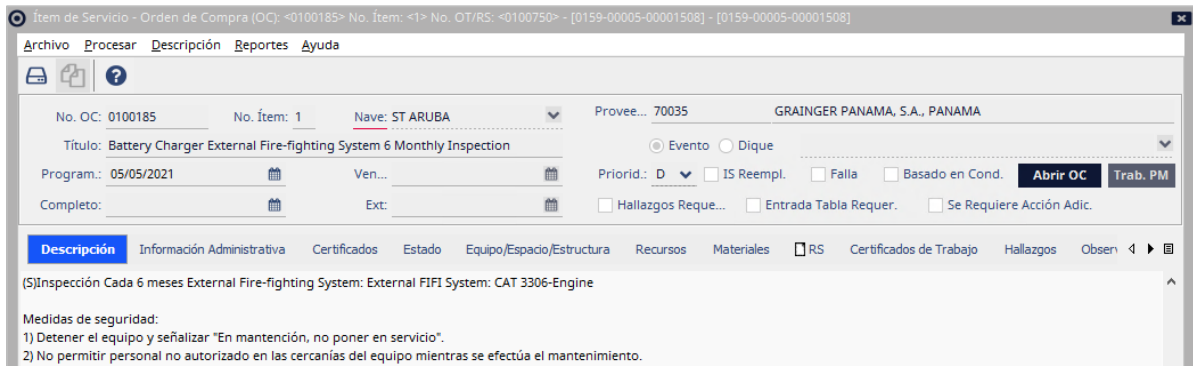 Ítem de Servicio - Orden de Compra (OC): <0100185> No. Ítem: <1> No. OT/RS: <0100750> - [0159-00005-00001508] - [0159-00005-00001508]
Archivo Procesar Descripción Reportes Ayuda
No. OC: 0100185 No. Ítem: 1 Nave: ST ARUBA Provee... 70035 GRAINGER PANAMA, S.A., PANAMA
Título: Battery Charger External Fire-fighting System 6 Monthly Inspection Evento Dique
Program.: 05/05/2021 Ven... Priorid.: D IS Reempl. Falla Basado en Cond. Abrir OC Trab. PM
Completo: Ext: Hallazgos Reque... Entrada Tabla Requer. Se Requiere Acción Adic.
Descripción Información Administrativa Certificados Estado Equipo/Espacio/Estructura Recursos Materiales RS Certificados de Trabajo Hallazgos Observ
(S)Inspección Cada 6 meses External Fire-fighting System: External FIFI System: CAT 3306-Engine
Medidas de seguridad:
1) Detener el equipo y señalizar "En mantención, no poner en servicio".
2) No permitir personal no autorizado en las cercanías del equipo mientras se efectúa el mantenimiento.